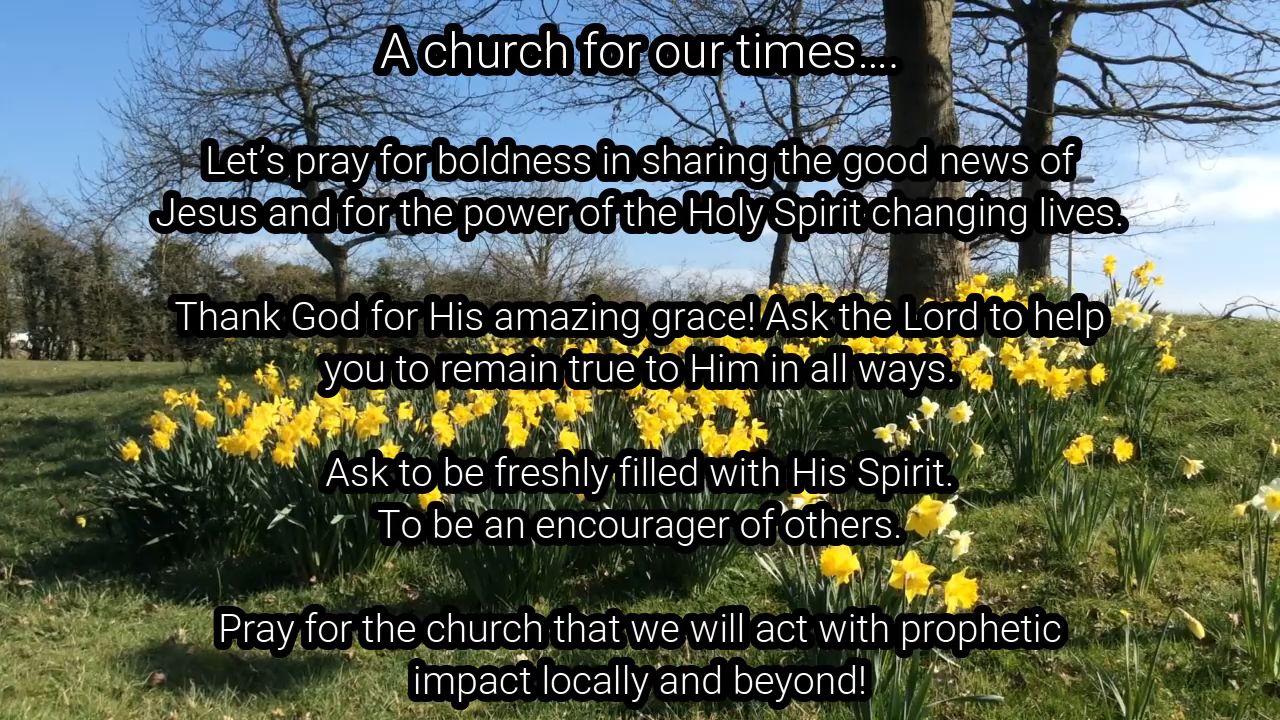 A church for our times....
Let’s pray for boldness in sharing the good news of
Jesus and for the power of the Holy Spirit changing lives.
Thank God for His amazing grace! Ask the Lord to help
you to remain true to Him in all ways.
Ask to be freshly filled with His Spirit.
To be an encourager of others.
Pray for the church that we will act with prophetic
impact locally and beyond!